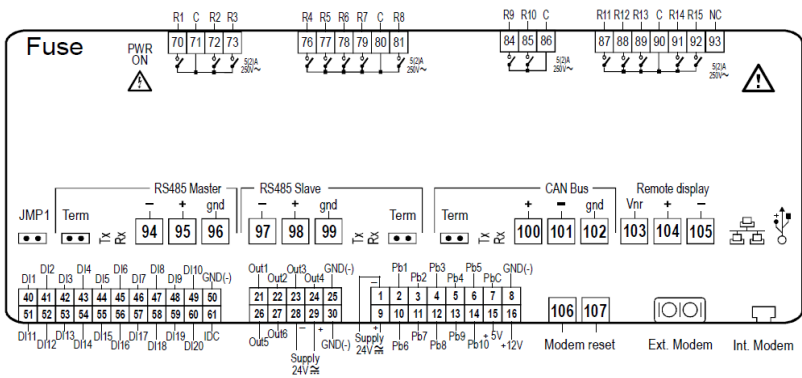 R1 C R2 R3 R4 R5 R6 R7 C R8 R9 R10 C R11 R12 R13 C R14 R15 NC
Fuse PWR ON 70 71 72 73 76 77 78 79 80 81 84 85 86 87 88 89 90 91 92 93
5(2)A 250V~ 5(2)A 250V~ 5(2)A 250V~ 5(2)A 250V~
RS485 Master RS485 Slave CAN Bus Remote display
JMP1 Term − + gnd − + gnd Term Term + − gnd Vnr + −
Tx Rx 94 95 96 97 98 99 Tx Rx Tx Rx 100 101 102 103 104 105
DI2 DI4 DI6 DI8 DI10 Out1 Out3 GND(-) Pb1 Pb3 Pb5 GND(-)
DI1 DI3 DI5 DI7 DI9 GND(-) Out2 Out4 − Pb2 Pb4 PbC
40 41 42 43 44 45 46 47 48 49 50 21 22 23 24 25 1 2 3 4 5 6 7 8
51 52 53 54 55 56 57 58 59 60 61 26 27 28 29 30 9 10 11 12 13 14 15 16 106 107
DI11 DI13 DI15 DI17 DI19 IDC Out6 − + + Pb7 Pb9 +5V
DI12 DI14 DI16 DI18 DI20 Out5 Supply 24V GND(-) Supply 24V Pb6 Pb8 Pb10 +12V Modem reset Ext. Modem Int. Modem